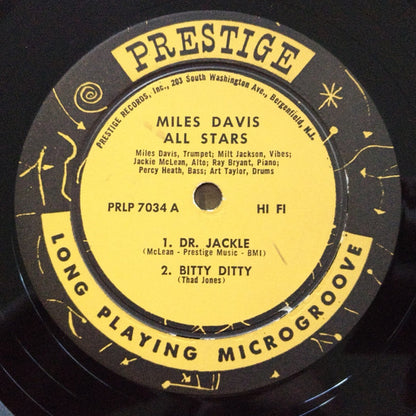 PRESTIGE
PRESTIGE RECORDS, Inc., 203 South Washington Ave., Bergenfield, N.J.
MILES DAVIS
ALL STARS
Miles Davis, Trumpet; Milt Jackson, Vibes;
Jackie McLean, Alto; Ray Bryant, Piano;
Percy Heath, Bass; Art Taylor, Drums
PRLP 7034 A HI FI
1. DR. JACKLE
(McLean - Prestige Music - BMI)
2. BITTY DITTY
(Thad Jones)
LONG PLAYING MICROGROOVE